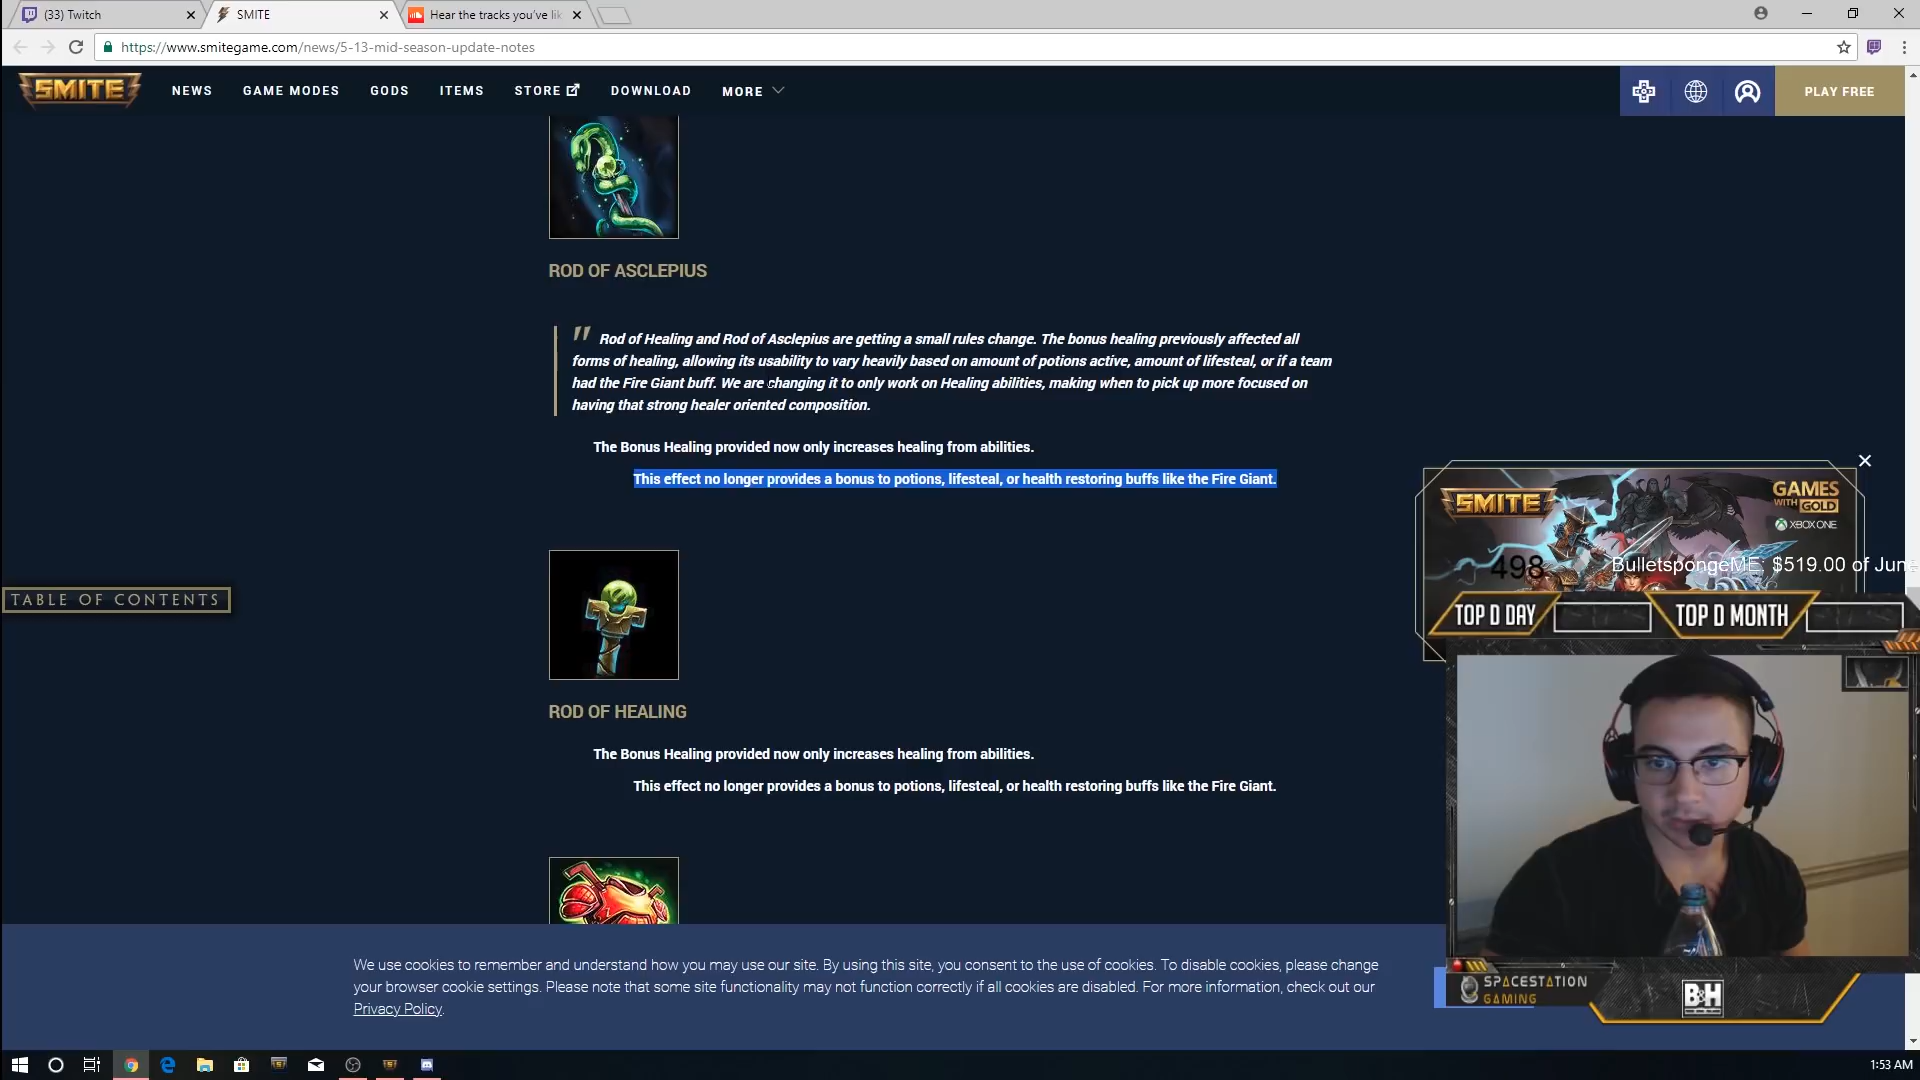 (33) Twitch
SMITE
Hear the tracks you've lik
https://www.smitegame.com/news/5-13-mid-season-update-notes
SMITE
NEWS
GAME MODES
GODS
ITEMS
STORE
DOWNLOAD
MORE
PLAY FREE
ROD OF ASCLEPIUS
" Rod of Healing and Rod of Asclepius are getting a small rules change. The bonus healing previously affected all
forms of healing, allowing its usability to vary heavily based on amount of potions active, amount of lifesteal, or if a team
had the Fire Giant buff. We are changing it to only work on Healing abilities, making when to pick up more focused on
having that strong healer oriented composition.
The Bonus Healing provided now only increases healing from abilities.
This effect no longer provides a bonus to potions, lifesteal, or health restoring buffs like the Fire Giant.
TABLE OF CONTENTS
ROD OF HEALING
The Bonus Healing provided now only increases healing from abilities.
This effect no longer provides a bonus to potions, lifesteal, or health restoring buffs like the Fire Giant.
SMITE
GAMES
WITH GOLD
XBOX ONE
498
BulletspongeME: $519.00 of June
TOP D DAY
TOP D MONTH
We use cookies to remember and understand how you may use our site. By using this site, you consent to the use of cookies. To disable cookies, please change
your browser cookie settings. Please note that some site functionality may not function correctly if all cookies are disabled. For more information, check out our
Privacy Policy.
SPACESTATION
GAMING
B&H
1:53 AM